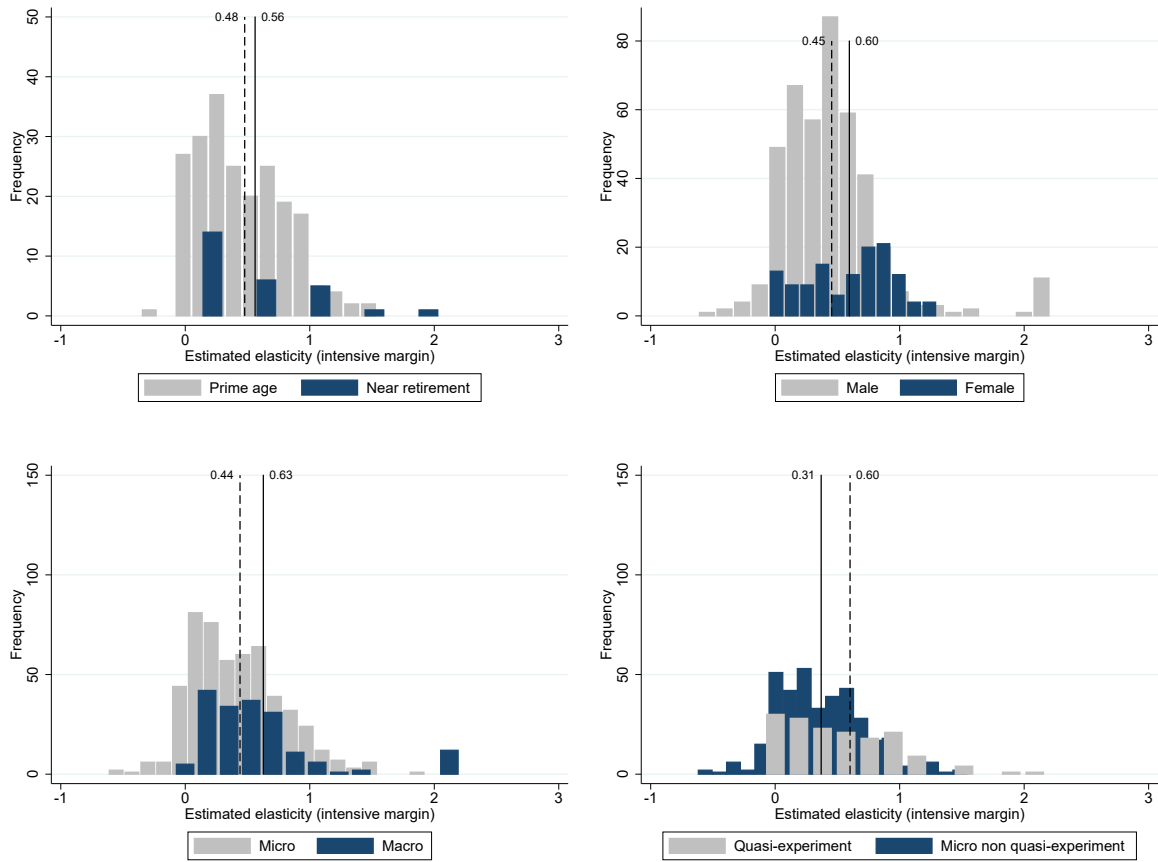 0.48 0.56
Frequency
50
40
30
20
10
0
-1 0 1 2 3
Estimated elasticity (intensive margin)
Prime age Near retirement
0.45 0.60
Frequency
80
60
40
20
0
-1 0 1 2 3
Estimated elasticity (intensive margin)
Male Female
0.44 0.63
Frequency
150
100
50
0
-1 0 1 2 3
Estimated elasticity (intensive margin)
Micro Macro
0.31 0.60
Frequency
150
100
50
0
-1 0 1 2 3
Estimated elasticity (intensive margin)
Quasi-experiment Micro non quasi-experiment